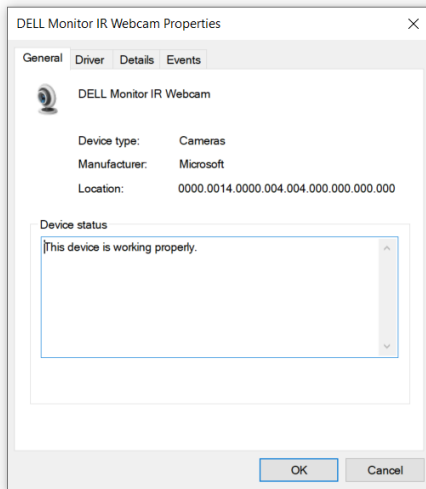 DELL Monitor IR Webcam Properties
General Driver Details Events
DELL Monitor IR Webcam
Device type: Cameras
Manufacturer: Microsoft
Location: 0000.0014.0000.004.004.000.000.000.000
Device status
This device is working properly.
OK Cancel